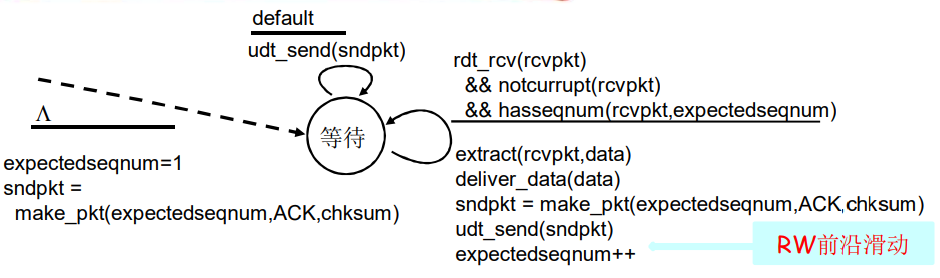 default
udt_send(sndpkt)
Λ
expectedseqnum=1
sndpkt =
make_pkt(expectedseqnum,ACK,chksum)
等待
rdt_rcv(rcvpkt)
&& notcurrupt(rcvpkt)
&& hasseqnum(rcvpkt,expectedseqnum)
extract(rcvpkt,data)
deliver_data(data)
sndpkt = make_pkt(expectedseqnum,ACK,chksum)
udt_send(sndpkt)
expectedseqnum++
RW前沿滑动